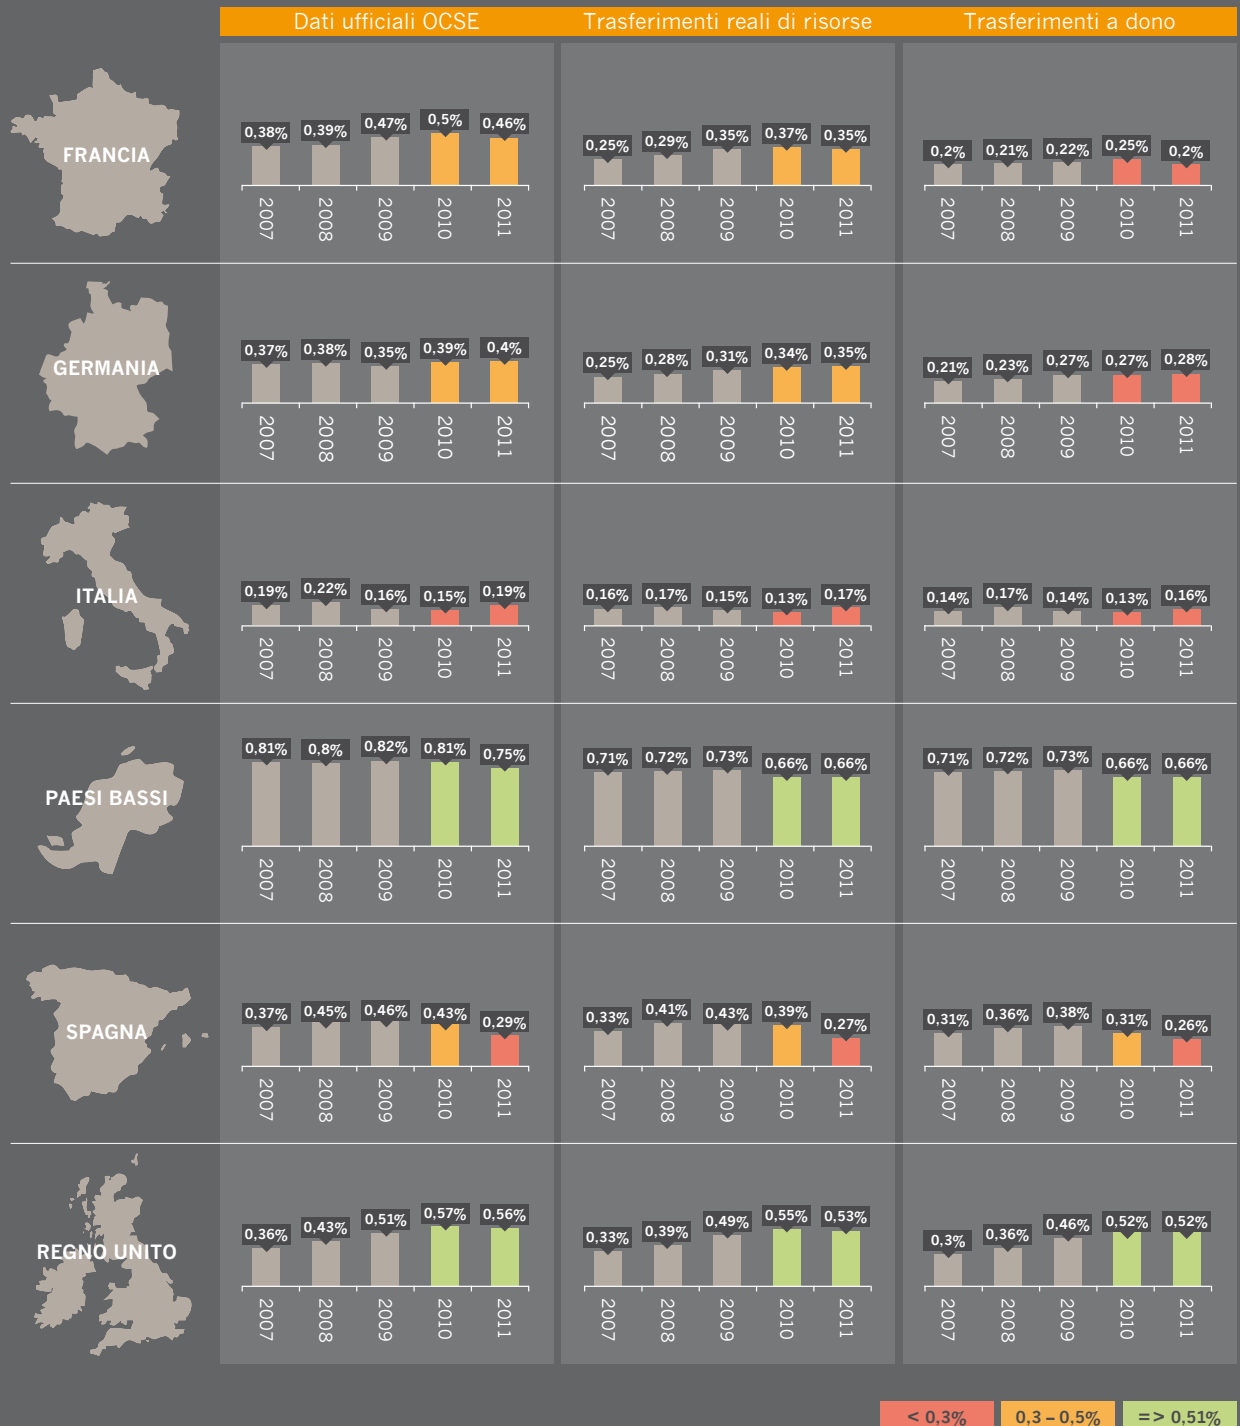 Dati ufficiali OCSE Trasferimenti reali di risorse Trasferimenti a dono
FRANCIA
0,38% 0,39% 0,47% 0,5% 0,46%
2007 2008 2009 2010 2011
0,25% 0,29% 0,35% 0,37% 0,35%
2007 2008 2009 2010 2011
0,2% 0,21% 0,22% 0,25% 0,2%
2007 2008 2009 2010 2011
GERMANIA
0,37% 0,38% 0,35% 0,39% 0,4%
2007 2008 2009 2010 2011
0,25% 0,28% 0,31% 0,34% 0,35%
2007 2008 2009 2010 2011
0,21% 0,23% 0,27% 0,27% 0,28%
2007 2008 2009 2010 2011
ITALIA
0,19% 0,22% 0,16% 0,15% 0,19%
2007 2008 2009 2010 2011
0,16% 0,17% 0,15% 0,13% 0,17%
2007 2008 2009 2010 2011
0,14% 0,17% 0,14% 0,13% 0,16%
2007 2008 2009 2010 2011
PAESI BASSI
0,81% 0,8% 0,82% 0,81% 0,75%
2007 2008 2009 2010 2011
0,71% 0,72% 0,73% 0,66% 0,66%
2007 2008 2009 2010 2011
0,71% 0,72% 0,73% 0,66% 0,66%
2007 2008 2009 2010 2011
SPAGNA
0,37% 0,45% 0,46% 0,43% 0,29%
2007 2008 2009 2010 2011
0,33% 0,41% 0,43% 0,39% 0,27%
2007 2008 2009 2010 2011
0,31% 0,36% 0,38% 0,31% 0,26%
2007 2008 2009 2010 2011
REGNO UNITO
0,36% 0,43% 0,51% 0,57% 0,56%
2007 2008 2009 2010 2011
0,33% 0,39% 0,49% 0,55% 0,53%
2007 2008 2009 2010 2011
0,3% 0,36% 0,46% 0,52% 0,52%
2007 2008 2009 2010 2011
< 0,3% 0,3 – 0,5% => 0,51%